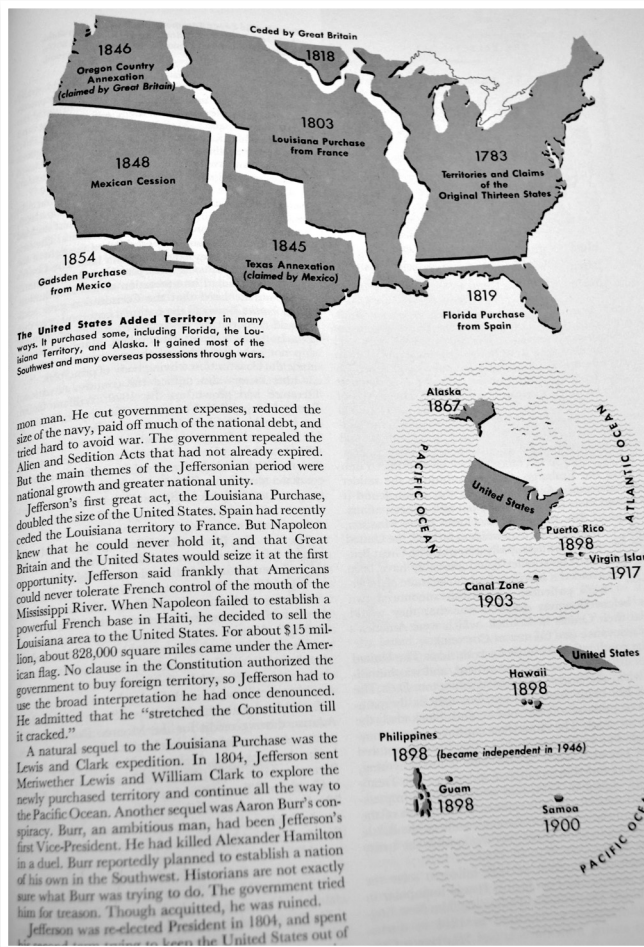 Ceded by Great Britain
1846
Oregon Country
Annexation
(claimed by Great Britain)
1818
1803
Louisiana Purchase
from France
1848
Mexican Cession
1783
Territories and Claims
of the
Original Thirteen States
1854
Gadsden Purchase
from Mexico
1845
Texas Annexation
(claimed by Mexico)
1819
Florida Purchase
from Spain
The United States Added Territory in many
ways. It purchased some, including Florida, the Lou-
isiana Territory, and Alaska. It gained most of the
Southwest and many overseas possessions through wars.
mon man. He cut government expenses, reduced the
size of the navy, paid off much of the national debt, and
tried hard to avoid war. The government repealed the
Alien and Sedition Acts that had not already expired.
But the main themes of the Jeffersonian period were
national growth and greater national unity.
Jefferson's first great act, the Louisiana Purchase,
doubled the size of the United States. Spain had recently
ceded the Louisiana territory to France. But Napoleon
knew that he could never hold it, and that Great
Britain and the United States would seize it at the first
opportunity. Jefferson said frankly that Americans
could never tolerate French control of the mouth of the
Mississippi River. When Napoleon failed to establish a
powerful French base in Haiti, he decided to sell the
Louisiana area to the United States. For about $15 mil-
lion, about 828,000 square miles came under the Amer-
ican flag. No clause in the Constitution authorized the
government to buy foreign territory, so Jefferson had to
use the broad interpretation he had once denounced.
He admitted that he "stretched the Constitution till
it cracked."
A natural sequel to the Louisiana Purchase was the
Lewis and Clark expedition. In 1804, Jefferson sent
Meriwether Lewis and William Clark to explore the
newly purchased territory and continue all the way to
the Pacific Ocean. Another sequel was Aaron Burr's con-
spiracy. Burr, an ambitious man, had been Jefferson's
first Vice-President. He had killed Alexander Hamilton
in a duel. Burr reportedly planned to establish a nation
of his own in the Southwest. Historians are not exactly
sure what Burr was trying to do. The government tried
him for treason. Though acquitted, he was ruined.
Jefferson was re-elected President in 1804, and spent
to keep the United States out of
Alaska
1867
PACIFIC OCEAN
ATLANTIC OCEAN
United States
Puerto Rico
1898
Virgin Islan
1917
Canal Zone
1903
United States
Hawaii
1898
Philippines
1898 (became independent in 1946)
Guam
1898
Samoa
1900
PACIFIC OCE